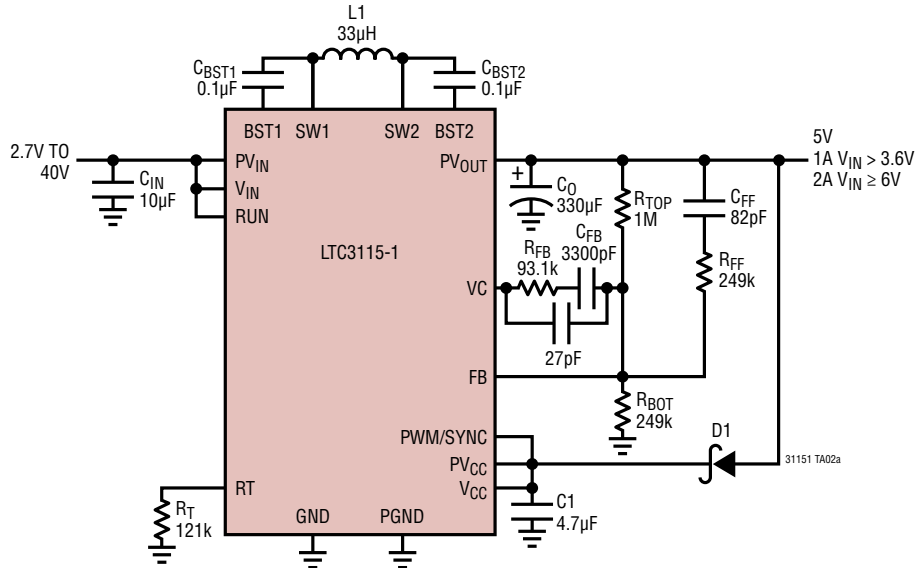 L1
33µH
CBST1
0.1µF
CBST2
0.1µF
BST1 SW1 SW2 BST2
2.7V TO
40V
PVIN
VIN
RUN
CIN
10µF
LTC3115-1
PVOUT
5V
1A VIN > 3.6V
2A VIN ≥ 6V
+
CO
330µF
RTOP
1M
CFF
82pF
RFF
249k
CFB
3300pF
RFB
93.1k
VC
27pF
FB
RBOT
249k
PWM/SYNC
PVCC
VCC
D1
31151 TA02a
C1
4.7µF
RT
RT
121k
GND PGND